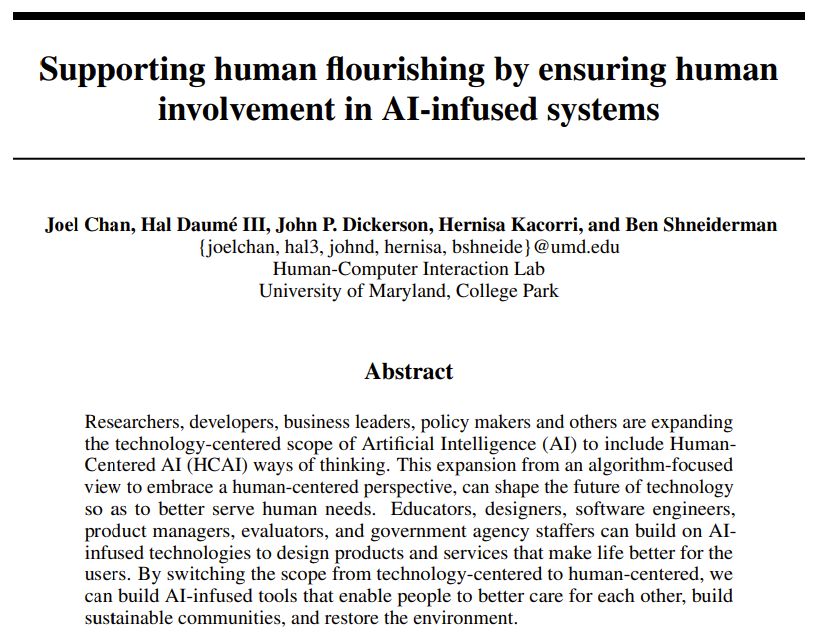 Supporting human flourishing by ensuring human
involvement in AI-infused systems
Joel Chan, Hal Daumé III, John P. Dickerson, Hernisa Kacorri, and Ben Shneiderman
{joelchan, hal3, johnd, hernisa, bshneide}@umd.edu
Human-Computer Interaction Lab
University of Maryland, College Park
Abstract
Researchers, developers, business leaders, policy makers and others are expanding
the technology-centered scope of Artificial Intelligence (AI) to include Human-
Centered AI (HCAI) ways of thinking. This expansion from an algorithm-focused
view to embrace a human-centered perspective, can shape the future of technology
so as to better serve human needs. Educators, designers, software engineers,
product managers, evaluators, and government agency staffers can build on AI-
infused technologies to design products and services that make life better for the
users. By switching the scope from technology-centered to human-centered, we
can build AI-infused tools that enable people to better care for each other, build
sustainable communities, and restore the environment.